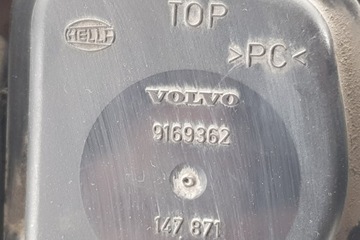 TOP
HELLA
>PC<
VOLVO
9169362
147 871